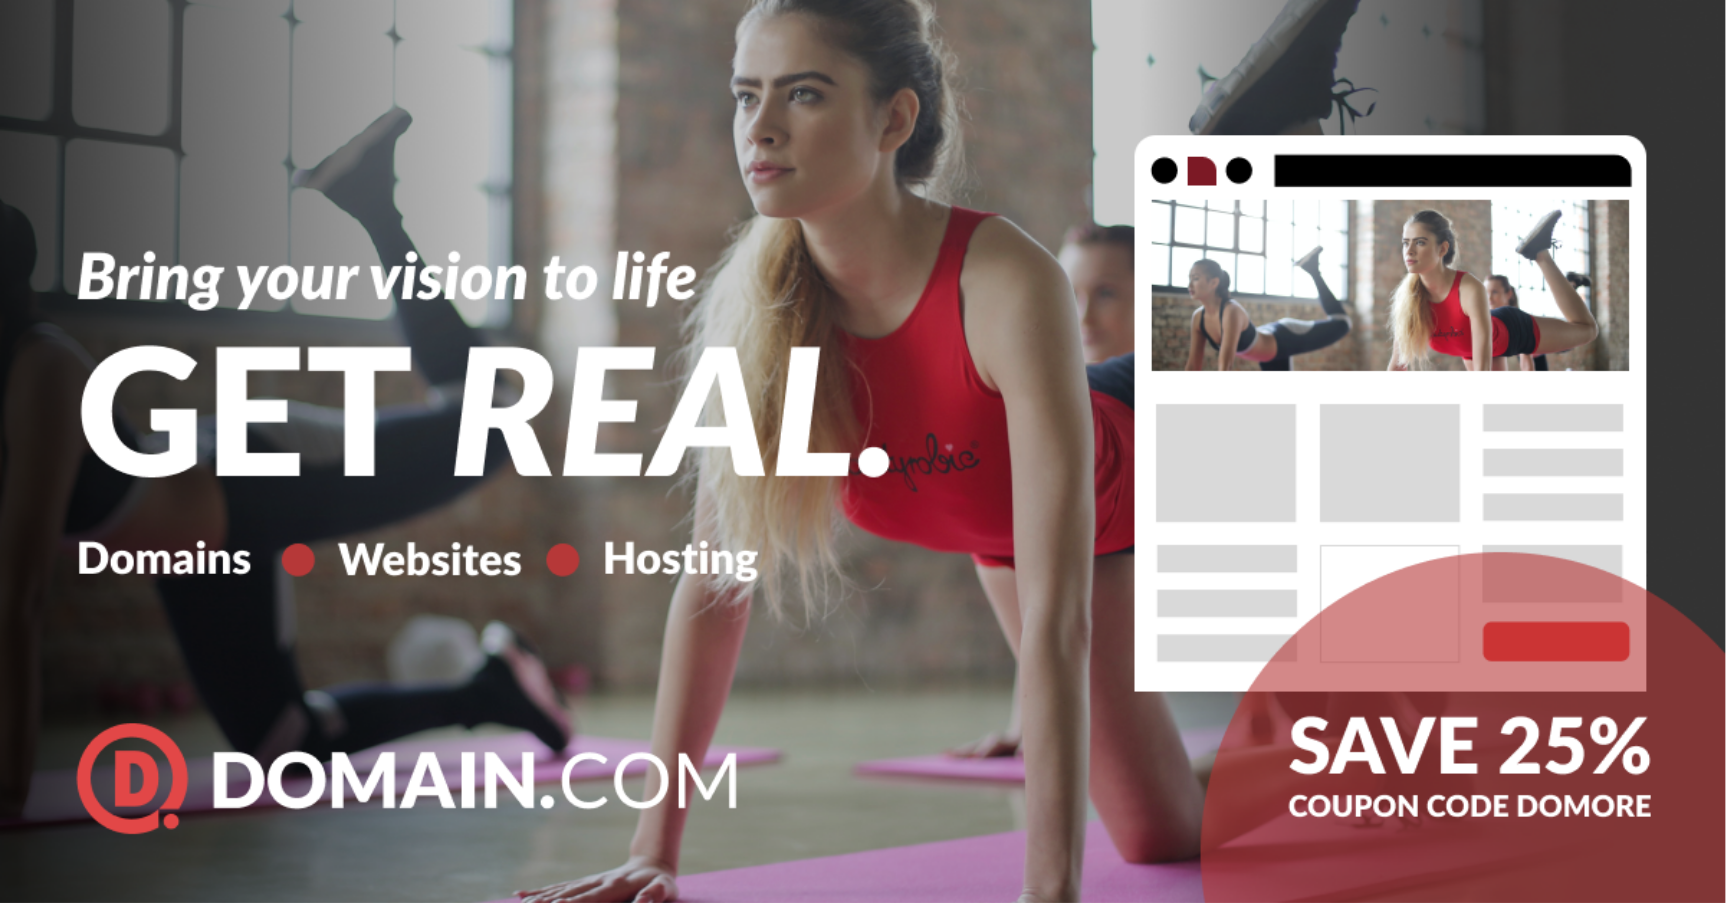 Bring your vision to life
GET REAL.
Domains
Websites
Hosting
D
DOMAIN.COM
SAVE 25%
COUPON CODE DOMORE